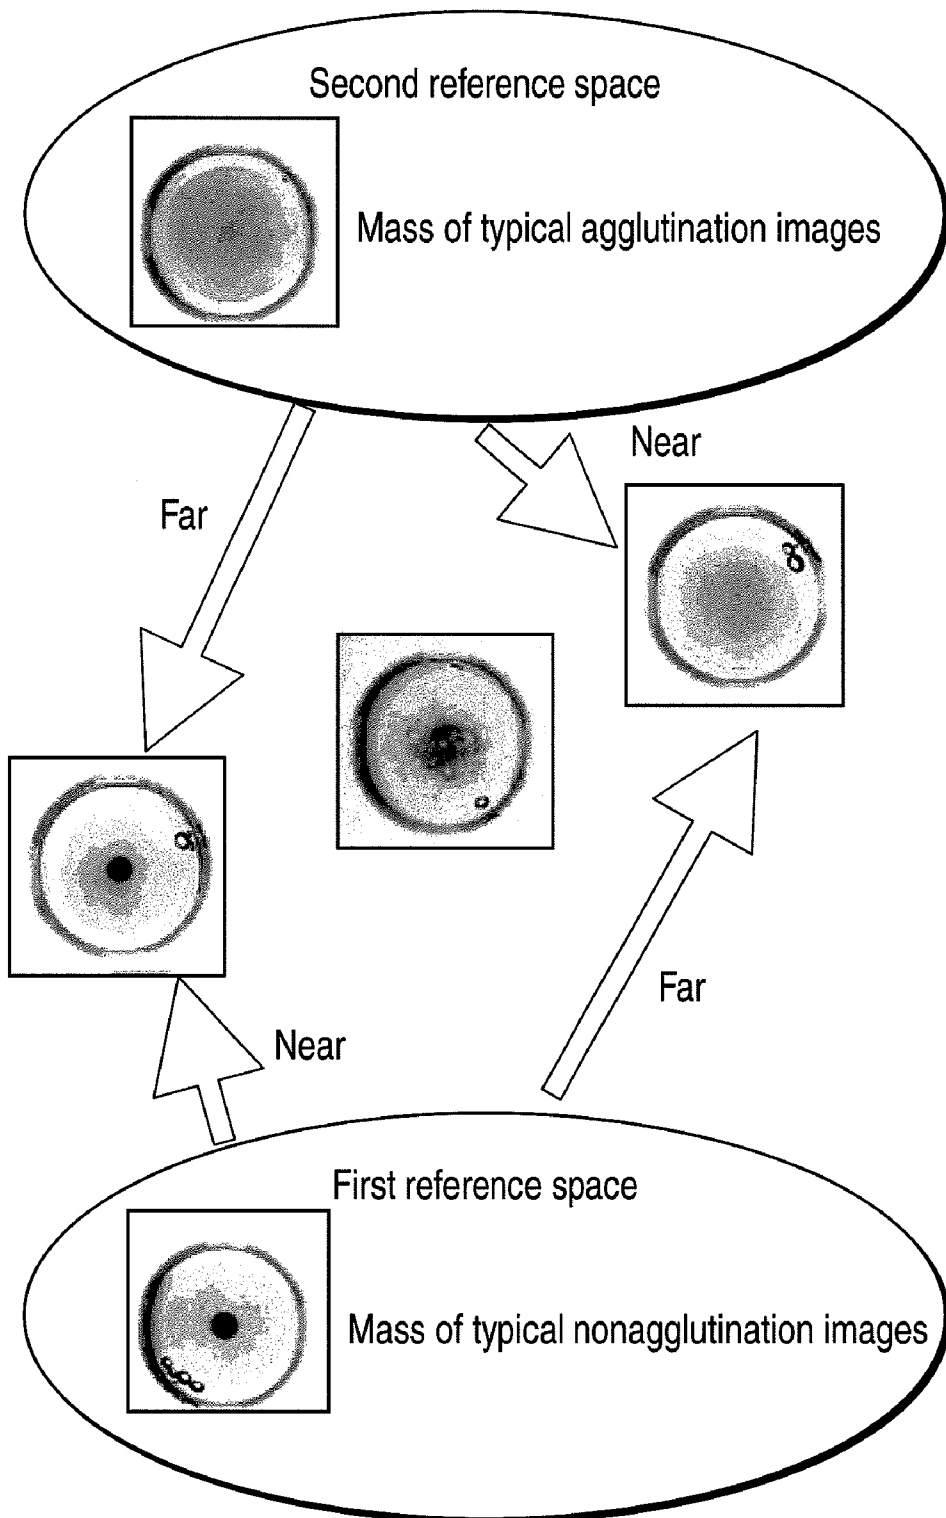 Second reference space
Mass of typical agglutination images
Near
Far
Far
Near
First reference space
Mass of typical nonagglutination images